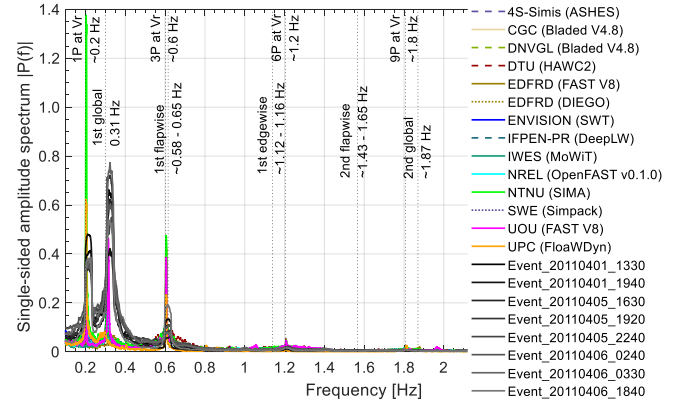 Single-sided amplitude spectrum |P(f)|
1.4
1.2
1.0
0.8
0.6
0.4
0.2
0
0.2
0.4
0.6
0.8
1
1.2
1.4
1.6
1.8
2
Frequency [Hz]
1P at Vr
~0.2 Hz
1st global
0.31 Hz
3P at Vr
~0.6 Hz
1st flapwise
~0.58 - 0.65 Hz
6P at Vr
~1.2 Hz
1st edgewise
~1.12 - 1.16 Hz
2nd flapwise
~1.43 - 1.65 Hz
9P at Vr
~1.8 Hz
2nd global
~1.87 Hz
4S-Simis (ASHES)
CGC (Bladed V4.8)
DNVGL (Bladed V4.8)
DTU (HAWC2)
EDFRD (FAST V8)
EDFRD (DIEGO)
ENVISION (SWT)
IFPEN-PR (DeepLW)
IWES (MoWiT)
NREL (OpenFAST v0.1.0)
NTNU (SIMA)
SWE (Simpack)
UOU (FAST V8)
UPC (FloaWDyn)
Event_20110401_1330
Event_20110401_1940
Event_20110405_1630
Event_20110405_1920
Event_20110405_2240
Event_20110406_0240
Event_20110406_0330
Event_20110406_1840